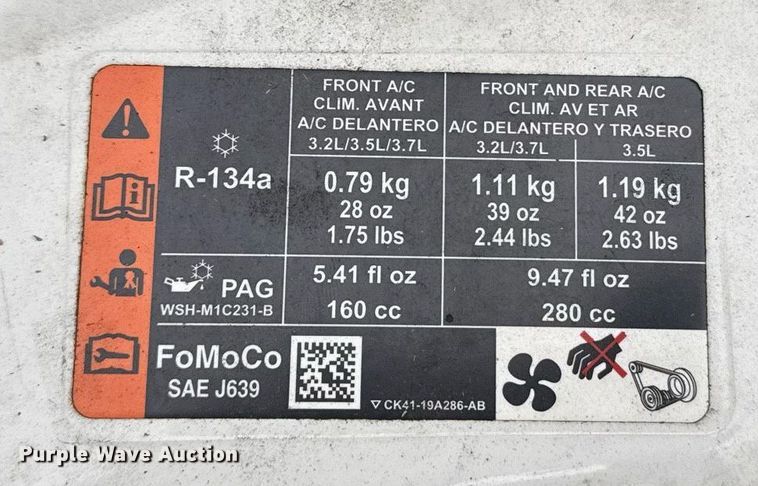 FRONT A/C
CLIM. AVANT
A/C DELANTERO
3.2L/3.5L/3.7L
FRONT AND REAR A/C
CLIM. AV ET AR
A/C DELANTERO Y TRASERO
3.2L/3.7L
3.5L
R-134a
0.79 kg
28 oz
1.75 lbs
1.11 kg
39 oz
2.44 lbs
1.19 kg
42 oz
2.63 lbs
PAG
WSH-M1C231-B
5.41 fl oz
160 cc
9.47 fl oz
280 cc
FoMoCo
SAE J639
CK41-19A286-AB
Purple Wave Auction